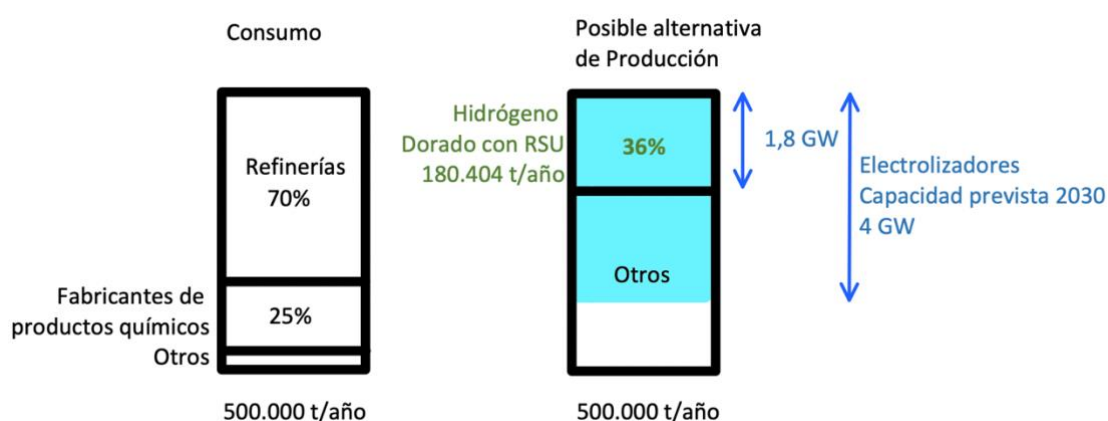 Consumo
Refinerías
70%
Fabricantes de
productos químicos
25%
Otros
500.000 t/año
Posible alternativa
de Producción
Hidrógeno
Dorado con RSU
180.404 t/año
36%
Otros
500.000 t/año
1,8 GW
Electrolizadores
Capacidad prevista 2030
4 GW